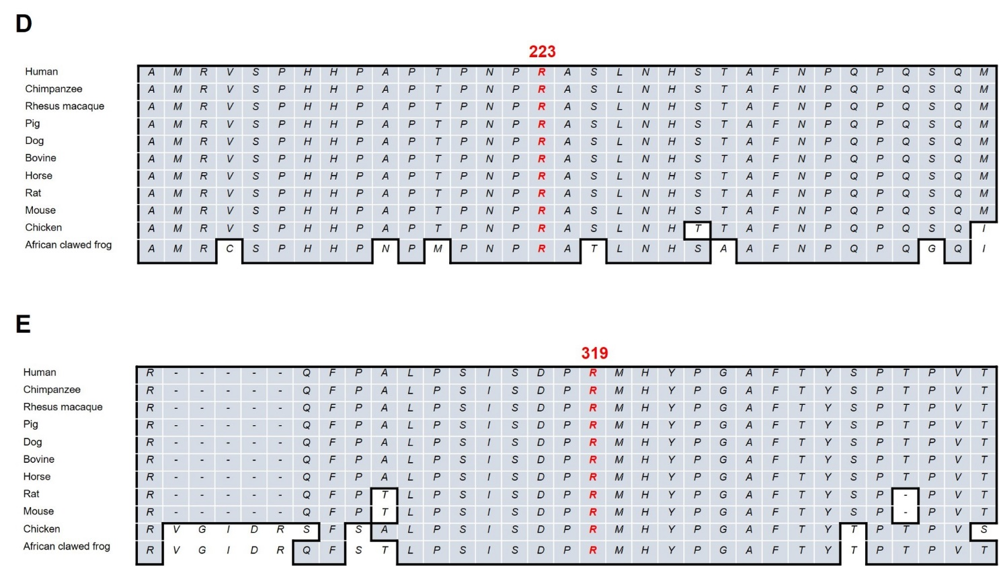 D
223
Human A M R V S P H H P A P T P N P R A S L N H S T A F N P Q P Q S Q M
Chimpanzee A M R V S P H H P A P T P N P R A S L N H S T A F N P Q P Q S Q M
Rhesus macaque A M R V S P H H P A P T P N P R A S L N H S T A F N P Q P Q S Q M
Pig A M R V S P H H P A P T P N P R A S L N H S T A F N P Q P Q S Q M
Dog A M R V S P H H P A P T P N P R A S L N H S T A F N P Q P Q S Q M
Bovine A M R V S P H H P A P T P N P R A S L N H S T A F N P Q P Q S Q M
Horse A M R V S P H H P A P T P N P R A S L N H S T A F N P Q P Q S Q M
Rat A M R V S P H H P A P T P N P R A S L N H S T A F N P Q P Q S Q M
Mouse A M R V S P H H P A P T P N P R A S L N H S T A F N P Q P Q S Q M
Chicken A M R V S P H H P A P T P N P R A S L N H T T A F N P Q P Q S Q I
African clawed frog A M R C S P H H P N P M P N P R A T L N H S A A F N P Q P Q G Q I
E
319
Human R - - - - - Q F P A L P S I S D P R M H Y P G A F T Y S P T P V T
Chimpanzee R - - - - - Q F P A L P S I S D P R M H Y P G A F T Y S P T P V T
Rhesus macaque R - - - - - Q F P A L P S I S D P R M H Y P G A F T Y S P T P V T
Pig R - - - - - Q F P A L P S I S D P R M H Y P G A F T Y S P T P V T
Dog R - - - - - Q F P A L P S I S D P R M H Y P G A F T Y S P T P V T
Bovine R - - - - - Q F P A L P S I S D P R M H Y P G A F T Y S P T P V T
Horse R - - - - - Q F P A L P S I S D P R M H Y P G A F T Y S P T P V T
Rat R - - - - - Q F P T L P S I S D P R M H Y P G A F T Y S P - P V T
Mouse R - - - - - Q F P T L P S I S D P R M H Y P G A F T Y S P - P V T
Chicken R V G I D R S F S A L P S I S D P R M H Y P G A F T Y T P T P V S
African clawed frog R V G I D R Q F S T L P S I S D P R M H Y P G A F T Y T P T P V T